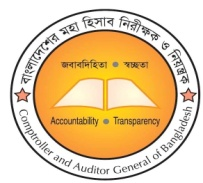 বাংলাদেশের মহা হিসাব নিরীক্ষক ও নিয়ন্ত্রক
জবাবদিহিতা স্বচ্ছতা
Accountability Transparency
Comptroller and Auditor General of Bangladesh